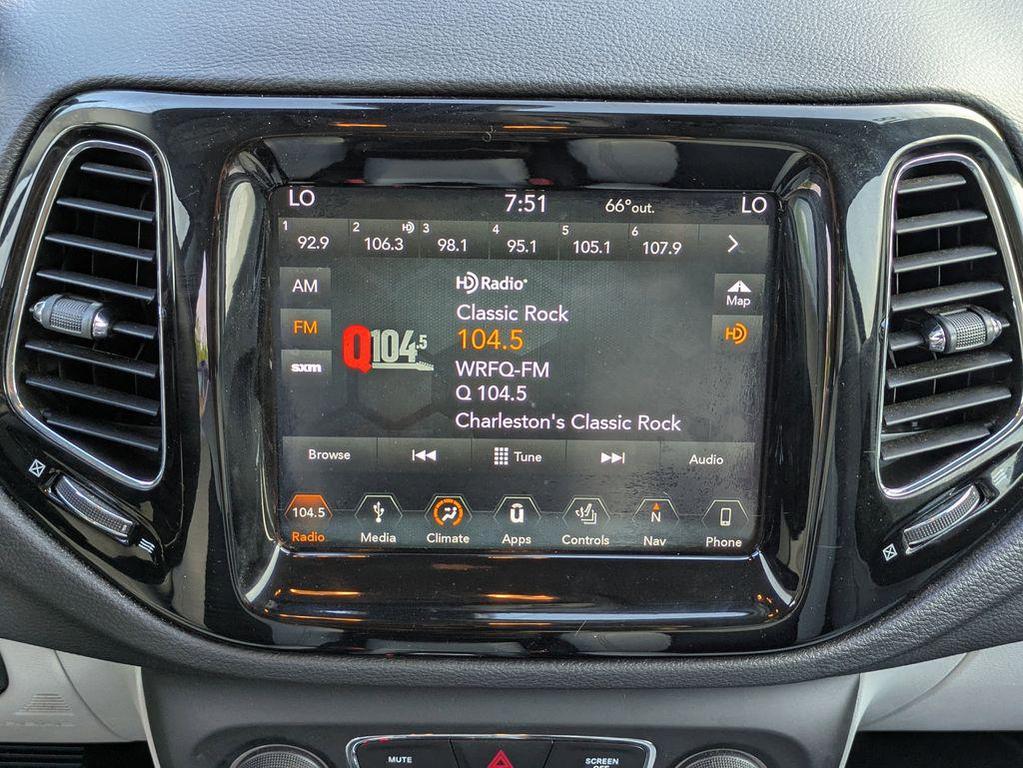 LO 7:51 66°out. LO
1 92.9 2 106.3 HD 3 98.1 4 95.1 5 105.1 6 107.9
AM
FM
sxm
Q104.5
HD Radio
Classic Rock
104.5
WRFQ-FM
Q 104.5
Charleston's Classic Rock
Map
HD
Browse Tune Audio
104.5 N
Radio Media Climate Apps Controls Nav Phone
MUTE
SCREEN
OFF